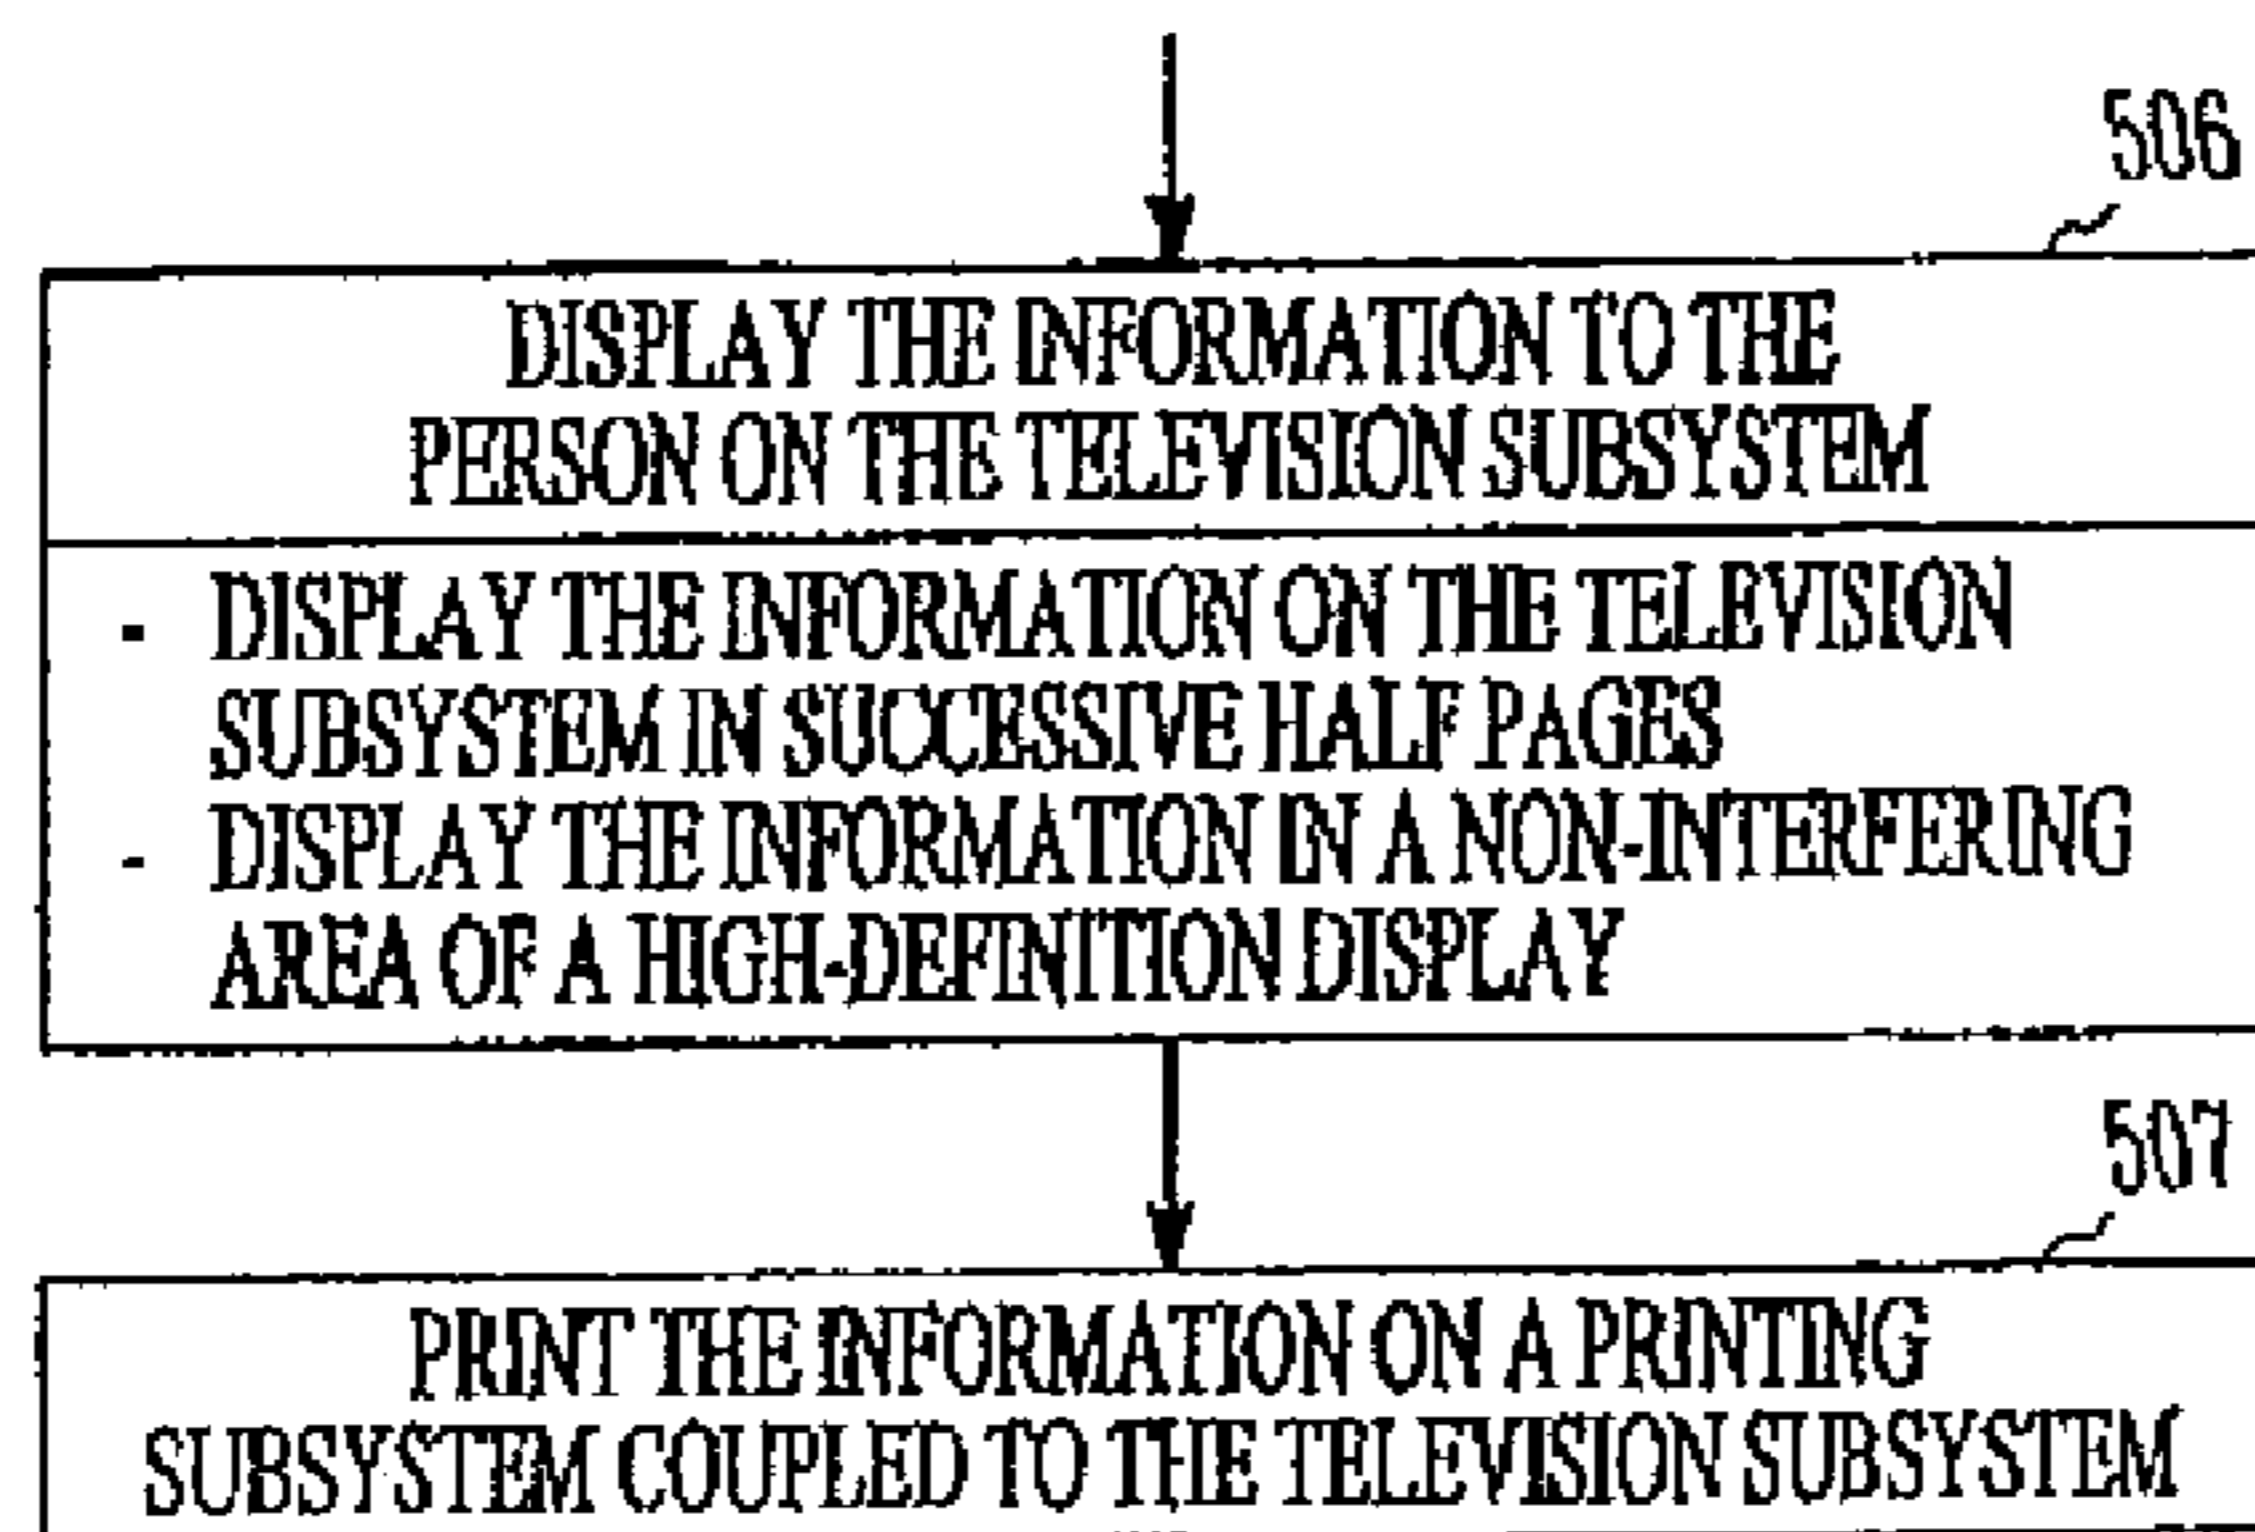 506
DISPLAY THE INFORMATION TO THE
PERSON ON THE TELEVISION SUBSYSTEM
- DISPLAY THE INFORMATION ON THE TELEVISION
SUBSYSTEM IN SUCCESSIVE HALF PAGES
- DISPLAY THE INFORMATION IN A NON-INTERFERING
AREA OF A HIGH-DEFINITION DISPLAY
507
PRINT THE INFORMATION ON A PRINTING
SUBSYSTEM COUPLED TO THE TELEVISION SUBSYSTEM